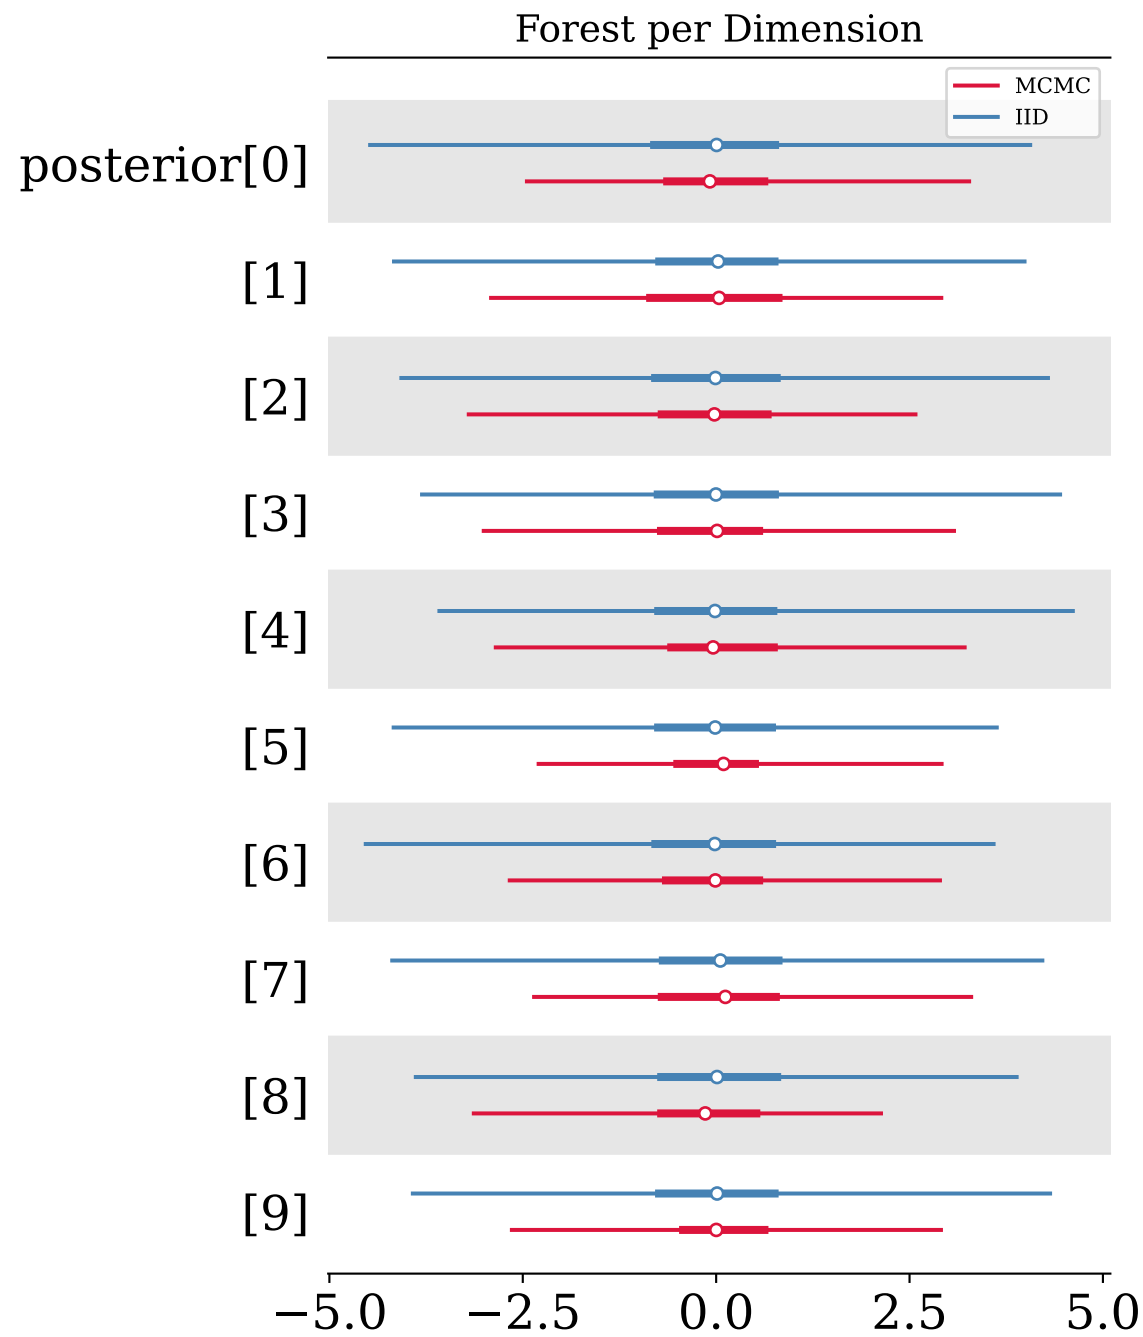 Forest per Dimension
MCMC
IID
posterior[0]
[1]
[2]
[3]
[4]
[5]
[6]
[7]
[8]
[9]
−5.0 −2.5 0.0 2.5 5.0